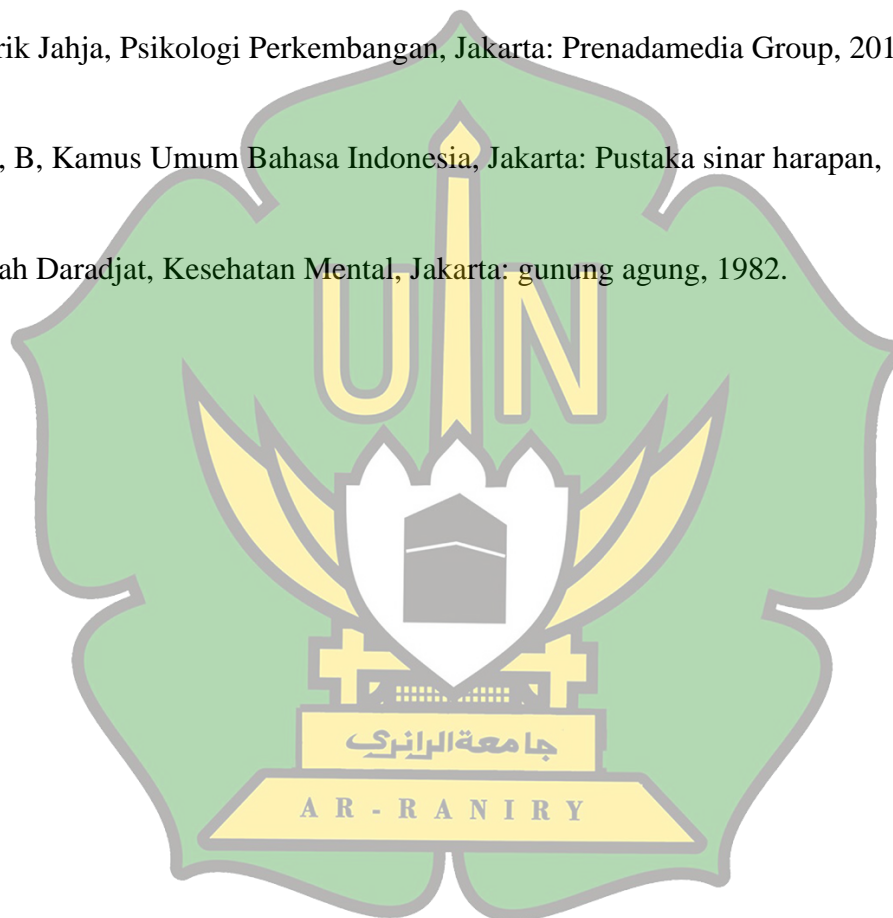 rik Jahja, Psikologi Perkembangan, Jakarta: Prenadamedia Group, 201
, B, Kamus Umum Bahasa Indonesia, Jakarta: Pustaka sinar harapan,
ah Daradjat, Kesehatan Mental, Jakarta: gunung agung, 1982.
UIN
جامعة الرانري
AR-RANIRY